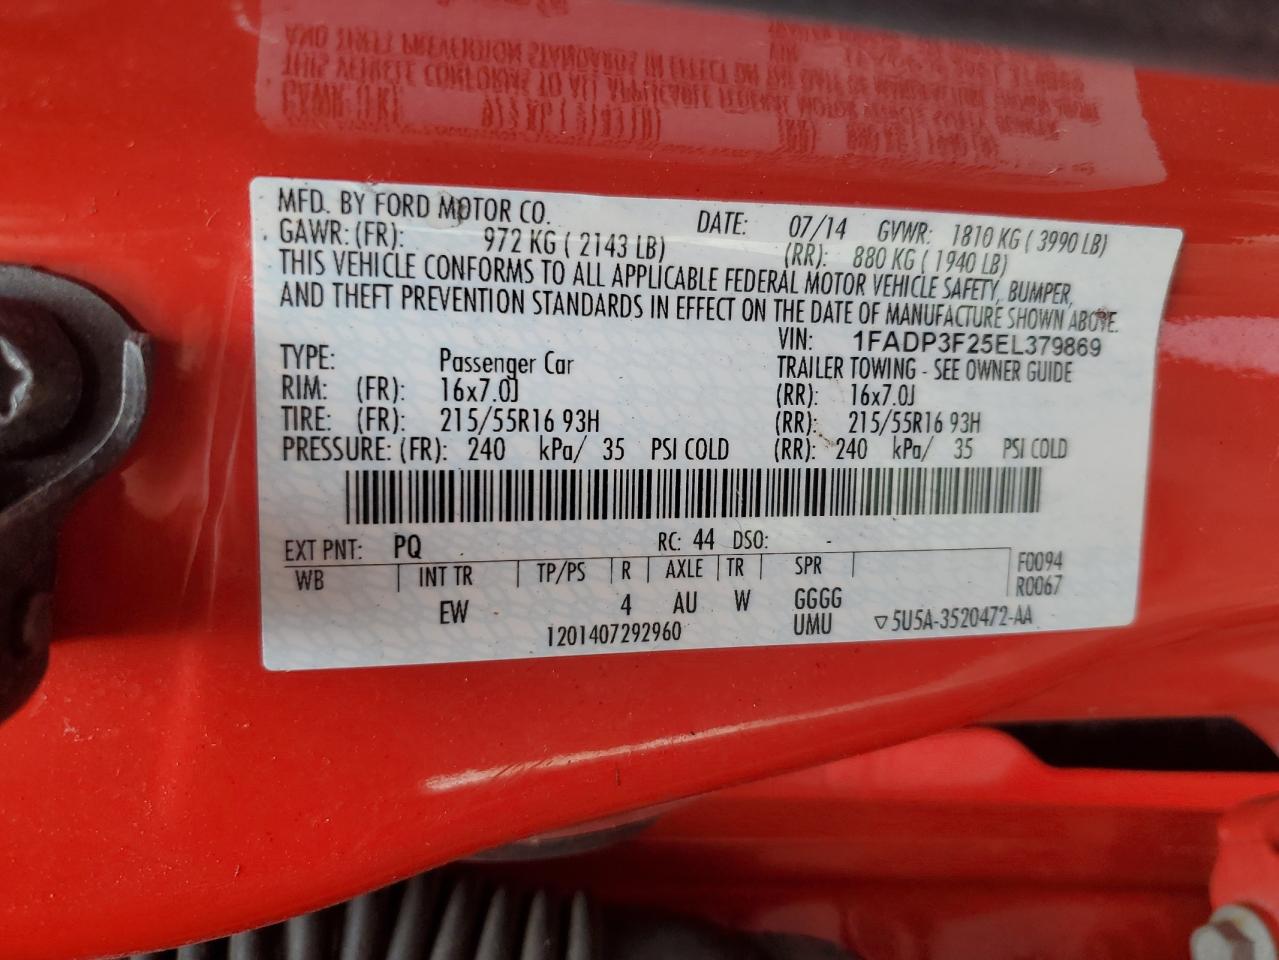 MFD. BY FORD MOTOR CO. DATE: 07/14 GVWR: 1810 KG ( 3990 LB)
GAWR: (FR): 972 KG ( 2143 LB) (RR): 880 KG ( 1940 LB)
THIS VEHICLE CONFORMS TO ALL APPLICABLE FEDERAL MOTOR VEHICLE SAFETY, BUMPER,
AND THEFT PREVENTION STANDARDS IN EFFECT ON THE DATE OF MANUFACTURE SHOWN ABOVE.
VIN: 1FADP3F25EL379869
TYPE: Passenger Car TRAILER TOWING - SEE OWNER GUIDE
RIM: (FR): 16x7.0J (RR): 16x7.0J
TIRE: (FR): 215/55R16 93H (RR): 215/55R16 93H
PRESSURE: (FR): 240 kPa/ 35 PSI COLD (RR): 240 kPa/ 35 PSI COLD
EXT PNT: PQ RC: 44 DSO: -
WB INT TR TP/PS R AXLE TR SPR F0094
R0067
EW 4 AU W GGGG
1201407292960 UMU ▽5U5A-3520472-AA